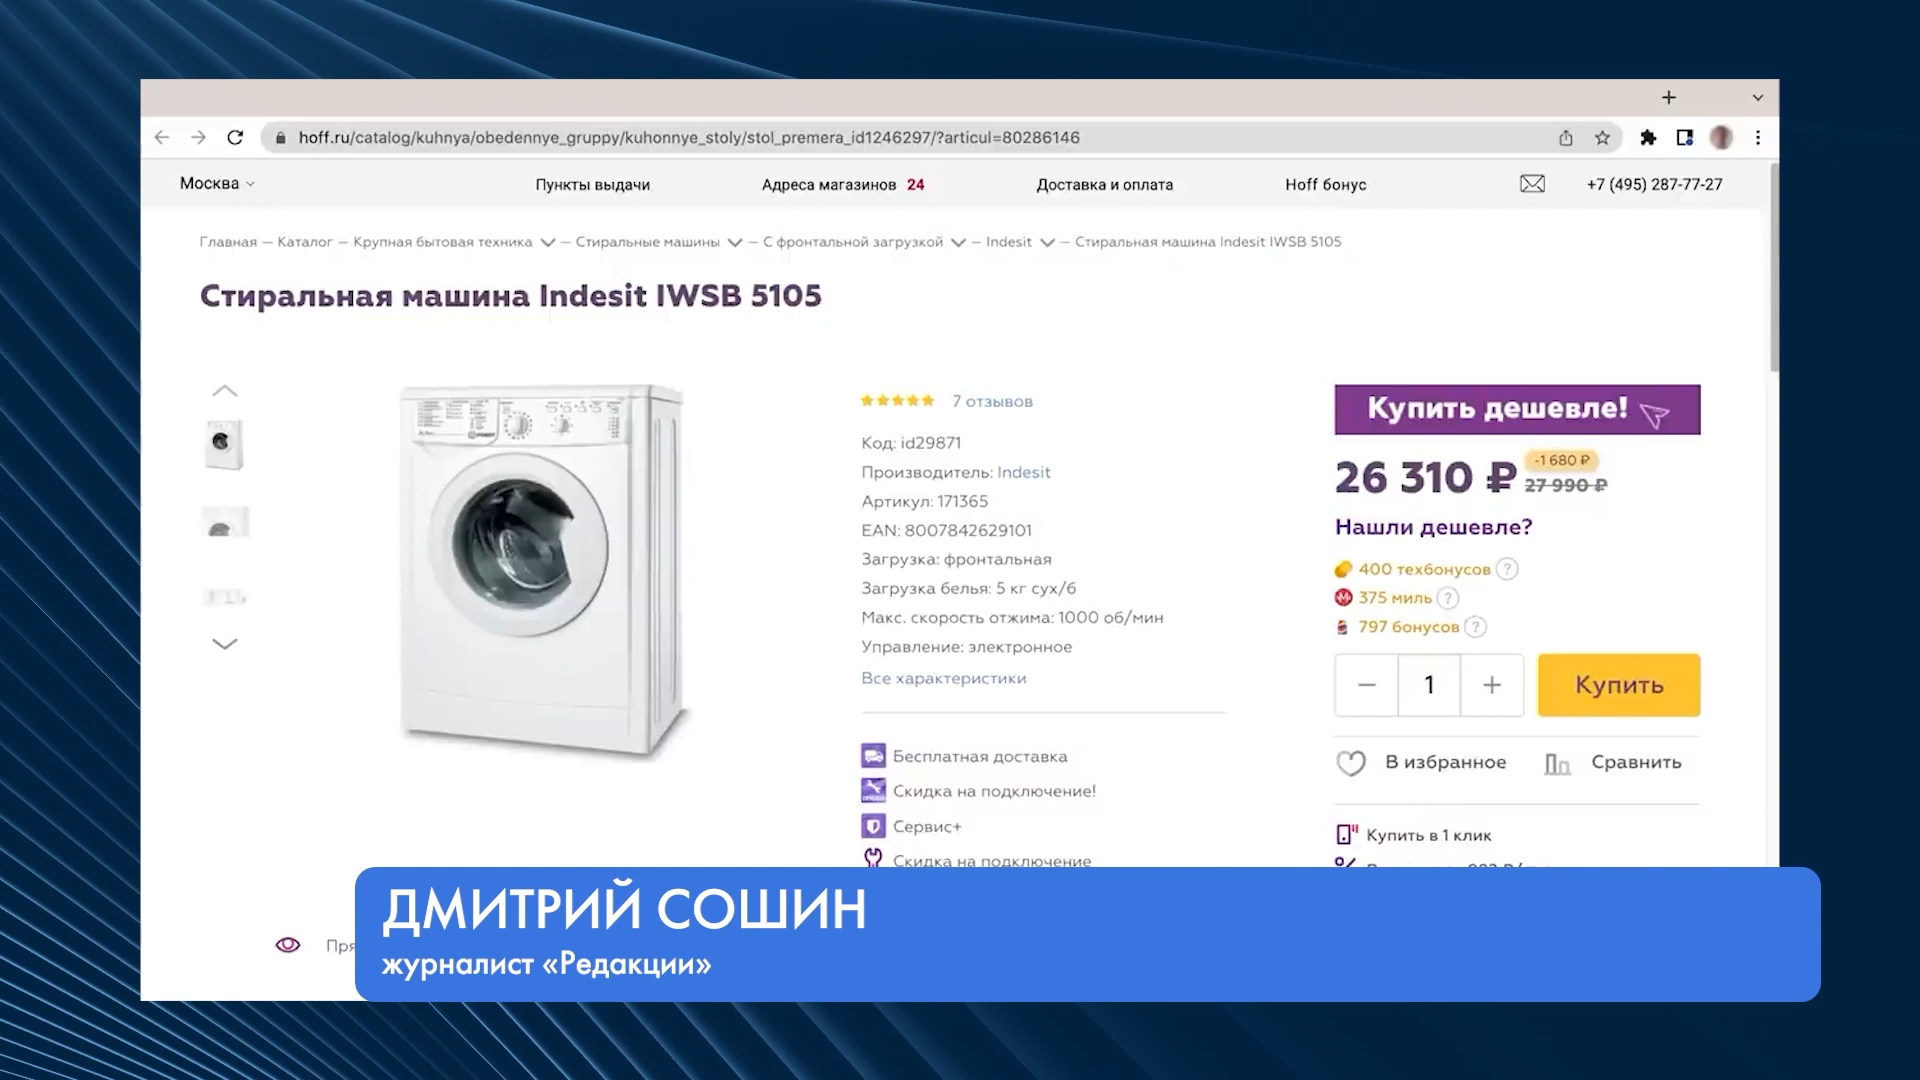 hoff.ru/catalog/kuhnya/obedennye_gruppy/kuhonnye_stoly/stol_premera_id1246297/?articul=80286146
Москва
Пункты выдачи
Адреса магазинов 24
Доставка и оплата
Hoff бонус
+7 (495) 287-77-27
Главная — Каталог — Крупная бытовая техника — Стиральные машины — С фронтальной загрузкой — Indesit — Стиральная машина Indesit IWSB 5105
Стиральная машина Indesit IWSB 5105
7 отзывов
Код: id29871
Производитель: Indesit
Артикул: 171365
EAN: 8007842629101
Загрузка: фронтальная
Загрузка белья: 5 кг сух/б
Макс. скорость отжима: 1000 об/мин
Управление: электронное
Все характеристики
Бесплатная доставка
Скидка на подключение!
Сервис+
Скидка на подключение
Купить дешевле!
26 310 ₽
-1 680 ₽
27 990 ₽
Нашли дешевле?
400 техбонусов ?
375 миль ?
797 бонусов ?
− 1 +
Купить
В избранное
Сравнить
Купить в 1 клик
Пря
ДМИТРИЙ СОШИН
журналист «Редакции»